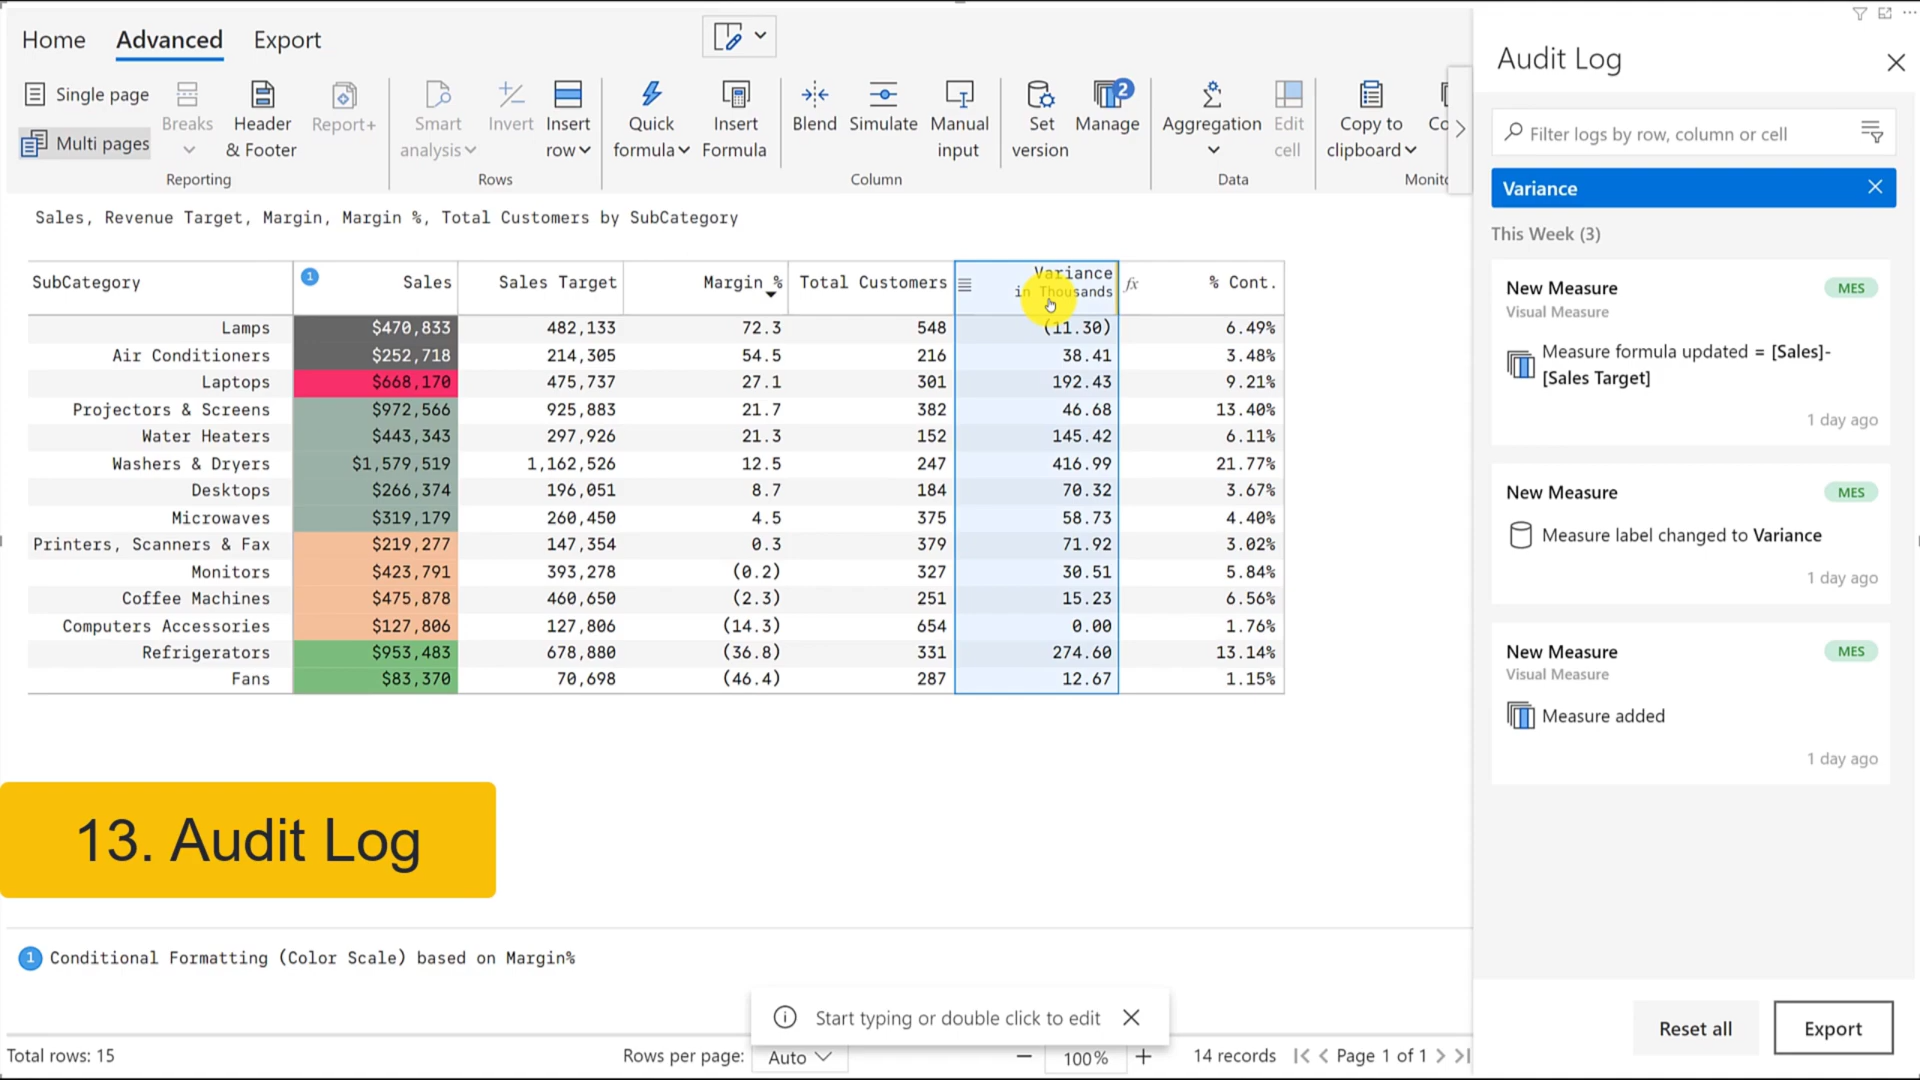 Home Advanced Export
Single page
Multi pages
Breaks
Header
& Footer
Report+
Reporting
Smart
analysis
Invert
Insert
row
Rows
Quick
formula
Insert
Formula
Blend
Simulate
Manual
input
Column
Set
version
2
Manage
Aggregation
Edit
cell
Data
Copy to
clipboard
Co
Monito
Sales, Revenue Target, Margin, Margin %, Total Customers by SubCategory
SubCategory 1 Sales Sales Target Margin % Total Customers Variance in Thousands fx % Cont.
Lamps $470,833 482,133 72.3 548 (11.30) 6.49%
Air Conditioners $252,718 214,305 54.5 216 38.41 3.48%
Laptops $668,170 475,737 27.1 301 192.43 9.21%
Projectors & Screens $972,566 925,883 21.7 382 46.68 13.40%
Water Heaters $443,343 297,926 21.3 152 145.42 6.11%
Washers & Dryers $1,579,519 1,162,526 12.5 247 416.99 21.77%
Desktops $266,374 196,051 8.7 184 70.32 3.67%
Microwaves $319,179 260,450 4.5 375 58.73 4.40%
Printers, Scanners & Fax $219,277 147,354 0.3 379 71.92 3.02%
Monitors $423,791 393,278 (0.2) 327 30.51 5.84%
Coffee Machines $475,878 460,650 (2.3) 251 15.23 6.56%
Computers Accessories $127,806 127,806 (14.3) 654 0.00 1.76%
Refrigerators $953,483 678,880 (36.8) 331 274.60 13.14%
Fans $83,370 70,698 (46.4) 287 12.67 1.15%
13. Audit Log
1 Conditional Formatting (Color Scale) based on Margin%
Start typing or double click to edit
Total rows: 15
Rows per page: Auto
100%
14 records
Page 1 of 1
Audit Log
Filter logs by row, column or cell
Variance
This Week (3)
New Measure MES
Visual Measure
Measure formula updated = [Sales]-
[Sales Target]
1 day ago
New Measure MES
Measure label changed to Variance
1 day ago
New Measure MES
Visual Measure
Measure added
1 day ago
Reset all
Export